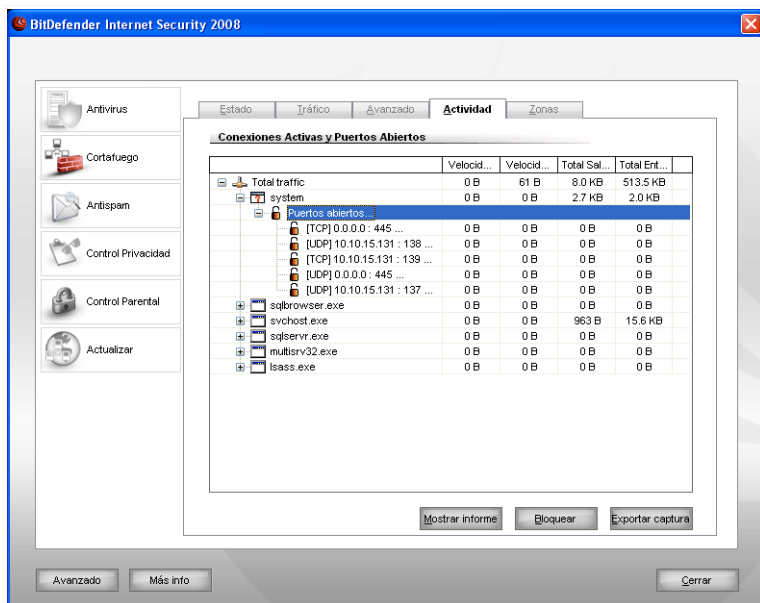 BitDefender Internet Security 2008
Antivirus
Cortafuego
Antispam
Control Privacidad
Control Parental
Actualizar
Estado Tráfico Avanzado Actividad Zonas
Conexiones Activas y Puertos Abiertos
Velocid... Velocid... Total Sal... Total Ent...
Total traffic 0 B 61 B 8.0 KB 513.5 KB
system 0 B 0 B 2.7 KB 2.0 KB
Puertos abiertos...
[TCP] 0.0.0.0 : 445 ... 0 B 0 B 0 B 0 B
[UDP] 10.10.15.131 : 138 ... 0 B 0 B 0 B 0 B
[TCP] 10.10.15.131 : 139 ... 0 B 0 B 0 B 0 B
[UDP] 0.0.0.0 : 445 ... 0 B 0 B 0 B 0 B
[UDP] 10.10.15.131 : 137 ... 0 B 0 B 0 B 0 B
sqlbrowser.exe 0 B 0 B 0 B 0 B
svchost.exe 0 B 0 B 963 B 15.6 KB
sqlservr.exe 0 B 0 B 0 B 0 B
multisrv32.exe 0 B 0 B 0 B 0 B
lsass.exe 0 B 0 B 0 B 0 B
Mostrar informe Bloquear Exportar captura
Avanzado Más info Cerrar